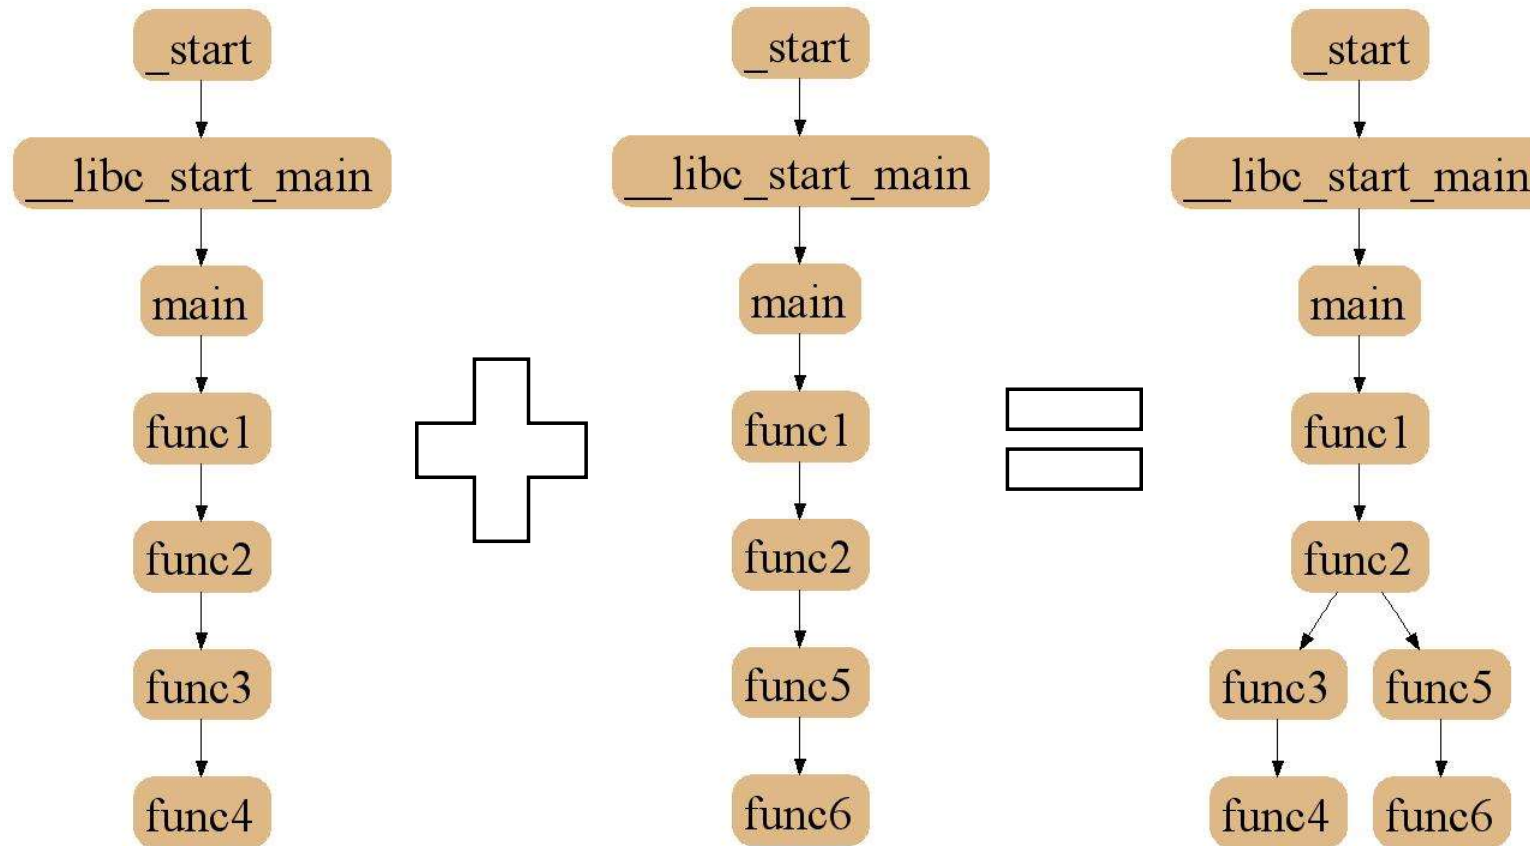 _start
__libc_start_main
main
func1
func2
func3
func4
_start
__libc_start_main
main
func1
func2
func5
func6
_start
__libc_start_main
main
func1
func2
func3
func5
func4
func6